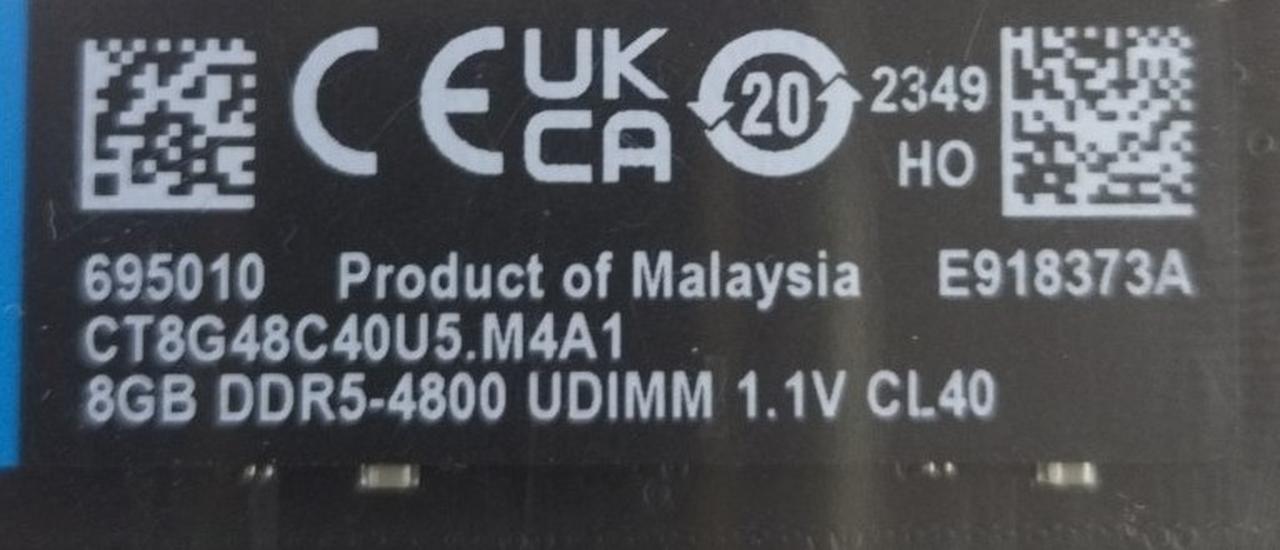 CE UK CA 20 2349 HO
695010 Product of Malaysia E918373A
CT8G48C40U5.M4A1
8GB DDR5-4800 UDIMM 1.1V CL40